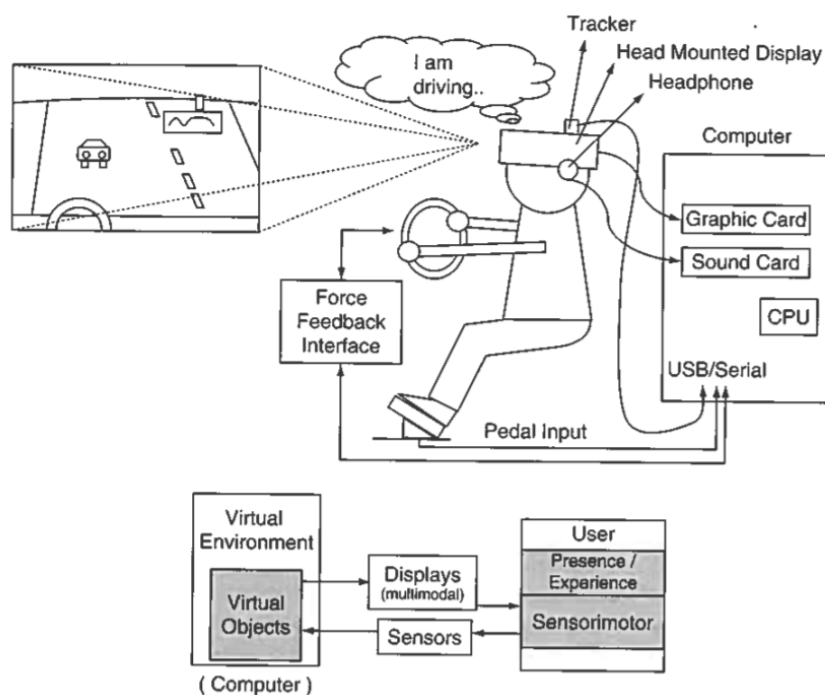 Tracker
Head Mounted Display
Headphone
I am
driving..
Computer
Graphic Card
Sound Card
CPU
USB/Serial
Force
Feedback
Interface
Pedal Input
Virtual
Environment
Virtual
Objects
( Computer )
Displays
(multimodal)
Sensors
User
Presence /
Experience
Sensorimotor